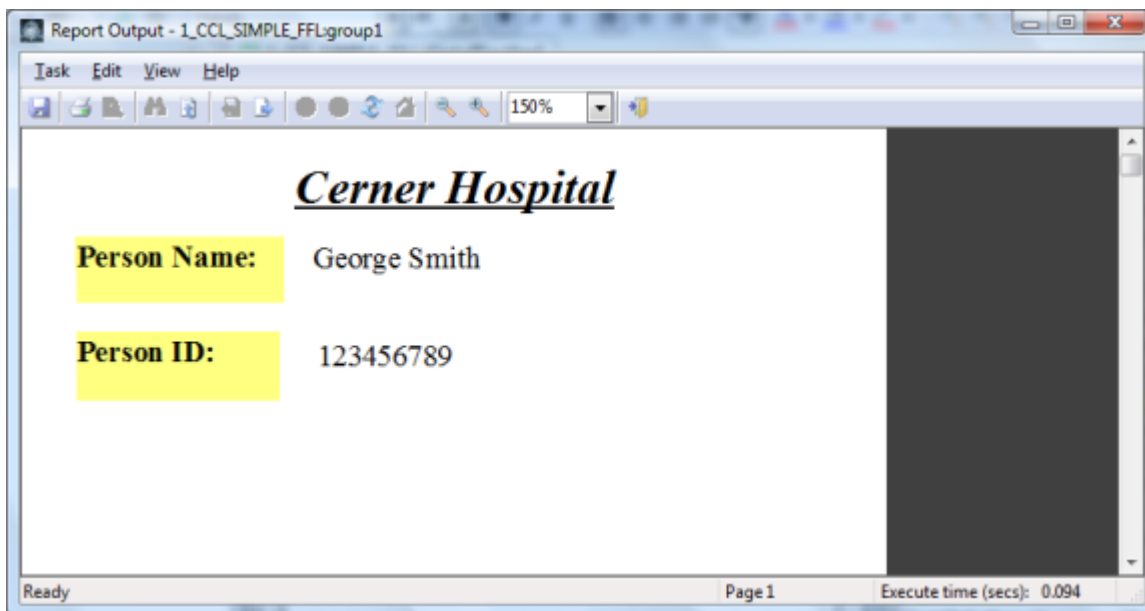 Report Output - 1_CCL_SIMPLE_FFL:group1
Task Edit View Help
150%
Cerner Hospital
Person Name: George Smith
Person ID: 123456789
Ready Page 1 Execute time (secs): 0.094